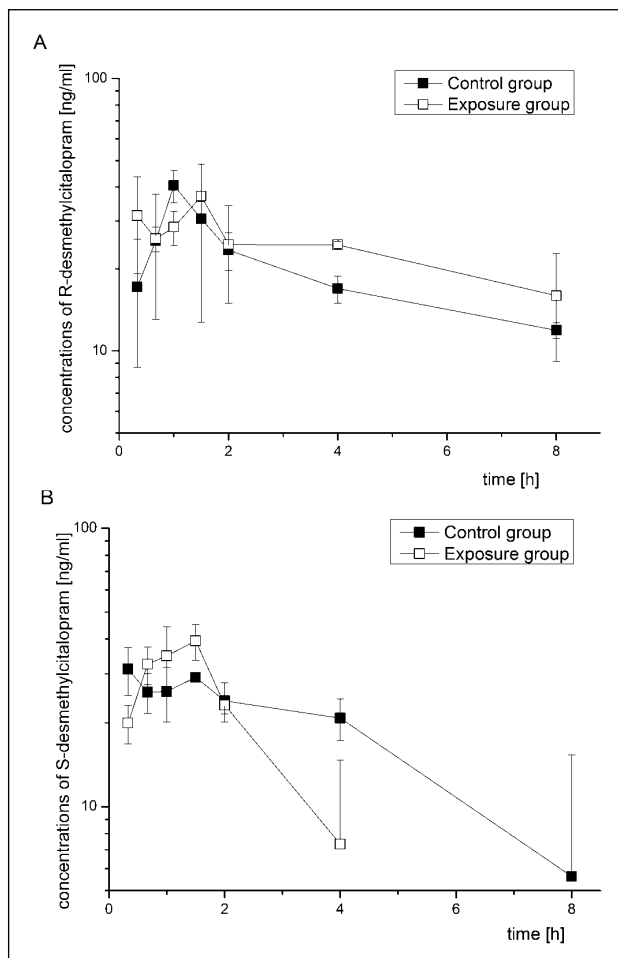 A
100
concentrations of R-desmethylcitalopram [ng/ml]
Control group
Exposure group
10
0 2 4 6 8
time [h]
B
100
concentrations of S-desmethylcitalopram [ng/ml]
Control group
Exposure group
10
0 2 4 6 8
time [h]